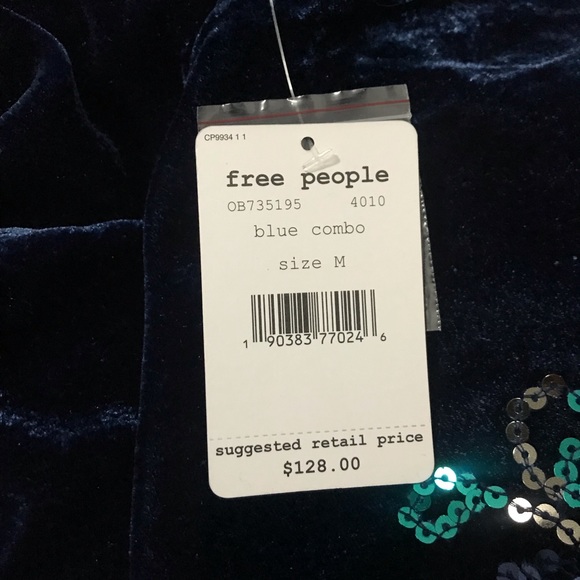 CP9934 1 1
free people
OB735195 4010
blue combo
size M
1 90383 77024 6
suggested retail price
$128.00